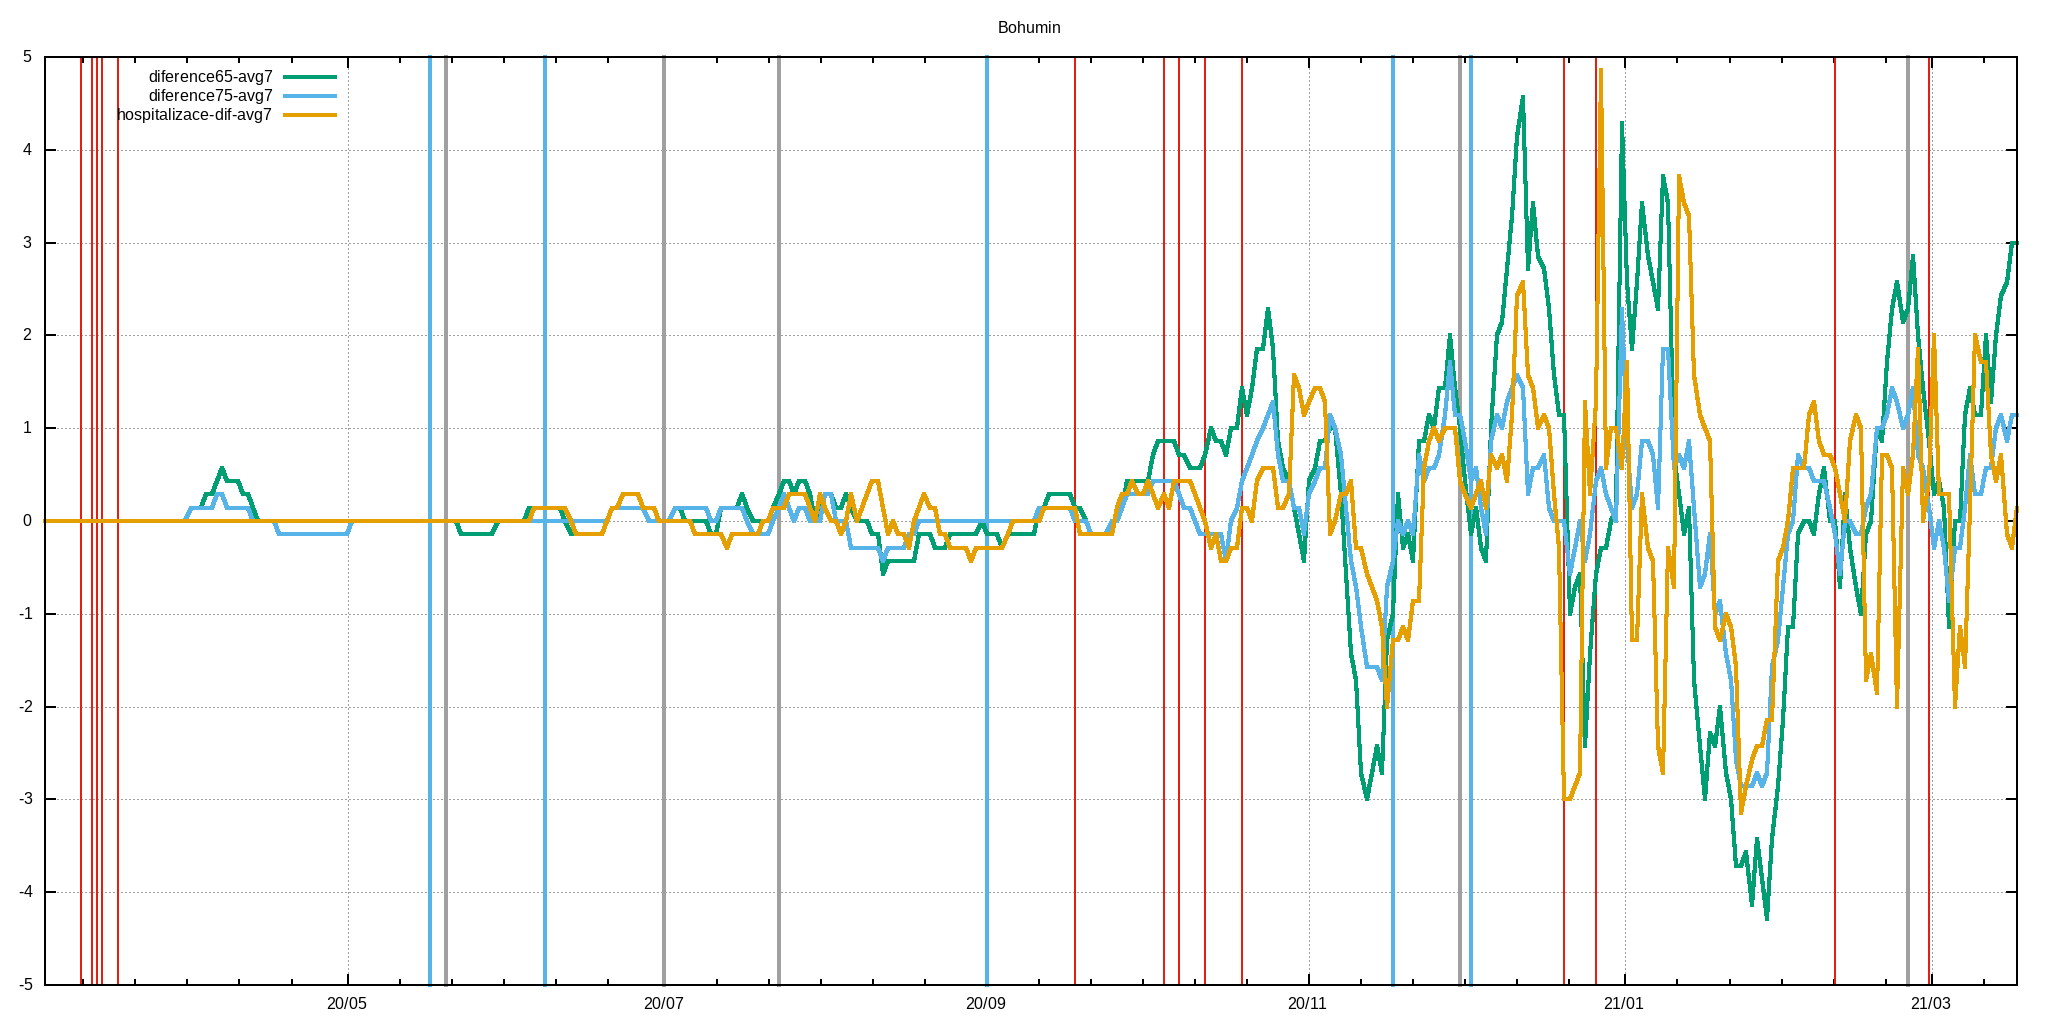 Bohumin
diference65-avg7
diference75-avg7
hospitalizace-dif-avg7
5
4
3
2
1
0
-1
-2
-3
-4
-5
20/05 20/07 20/09 20/11 21/01 21/03